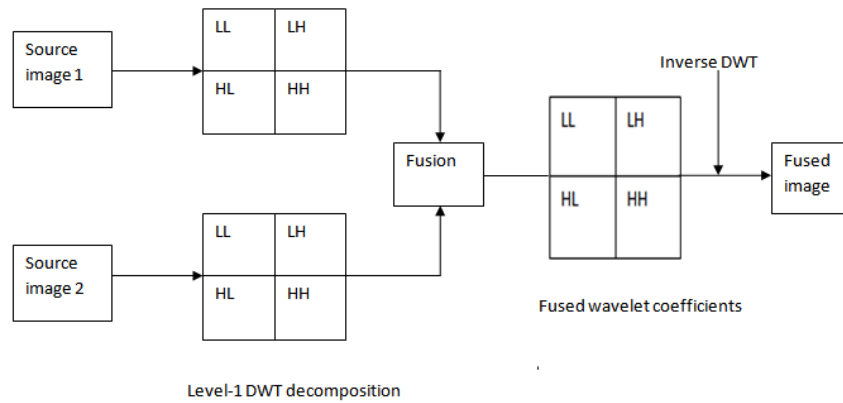 Source
image 1
LL LH
HL HH
Inverse DWT
Fusion
LL LH
HL HH
Fused
image
Source
image 2
LL LH
HL HH
Fused wavelet coefficients
Level-1 DWT decomposition